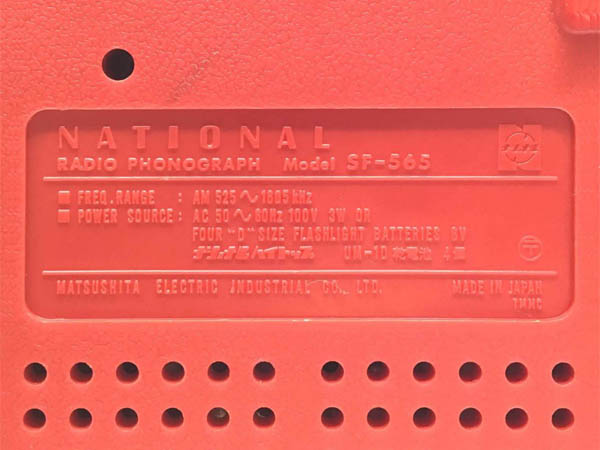 NATIONAL
RADIO PHONOGRAPH Model SF-565
■ FREQ. RANGE : AM 525 ~ 1605 kHz
■ POWER SOURCE : AC 50 ~ 60Hz 100V 3W OR
FOUR "D" SIZE FLASHLIGHT BATTERIES 6V
ナショナルハイトップ UM-1D 乾電池 4個
MATSUSHITA ELECTRIC INDUSTRIAL CO., LTD. MADE IN JAPAN